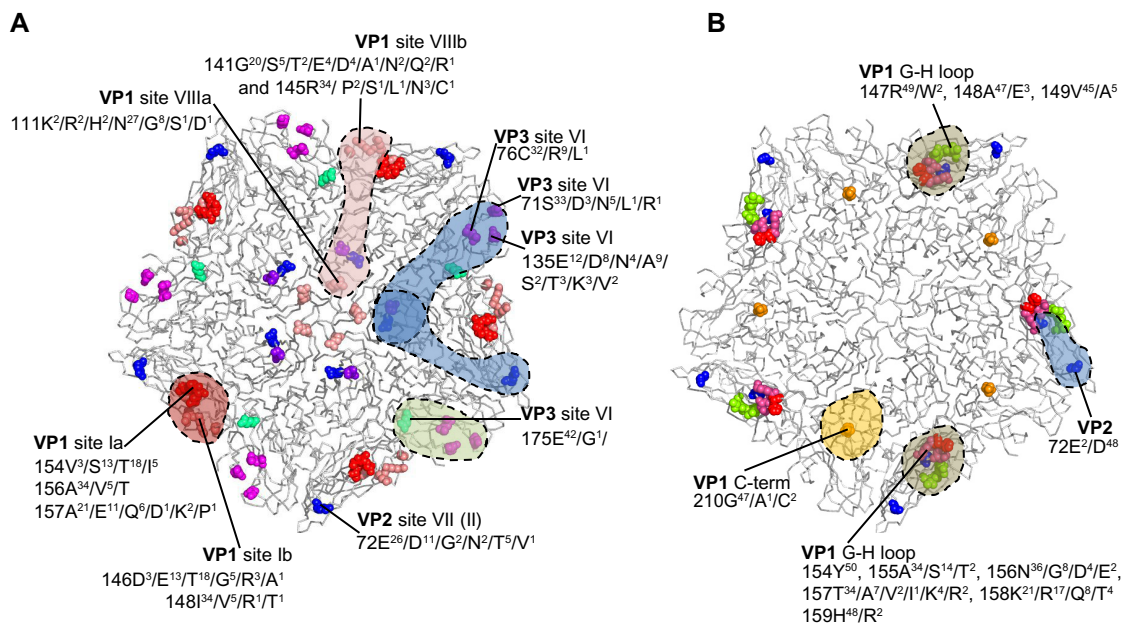 A
VP1 site VIIIb
141G²⁰/S⁵/T²/E⁴/D⁴/A¹/N²/Q²/R¹
and 145R³⁴/ P²/S¹/L¹/N³/C¹
VP1 site VIIIa
111K²/R²/H²/N²⁷/G⁸/S¹/D¹
VP3 site VI
76C³²/R⁹/L¹
VP3 site VI
71S³³/D³/N⁵/L¹/R¹
VP3 site VI
135E¹²/D⁸/N⁴/A⁹/
S²/T³/K³/V²
VP3 site VI
175E⁴²/G¹/
VP1 site Ia
154V³/S¹³/T¹⁸/I⁵
156A³⁴/V⁵/T
157A²¹/E¹¹/Q⁶/D¹/K²/P¹
VP2 site VII (II)
72E²⁶/D¹¹/G²/N²/T⁵/V¹
VP1 site Ib
146D³/E¹³/T¹⁸/G⁵/R³/A¹
148I³⁴/V⁵/R¹/T¹
B
VP1 G-H loop
147R⁴⁹/W², 148A⁴⁷/E³, 149V⁴⁵/A⁵
VP2
72E²/D⁴⁸
VP1 C-term
210G⁴⁷/A¹/C²
VP1 G-H loop
154Y⁵⁰, 155A³⁴/S¹⁴/T², 156N³⁶/G⁸/D⁴/E²,
157T³⁴/A⁷/V²/I¹/K⁴/R², 158K²¹/R¹⁷/Q⁸/T⁴
159H⁴⁸/R²